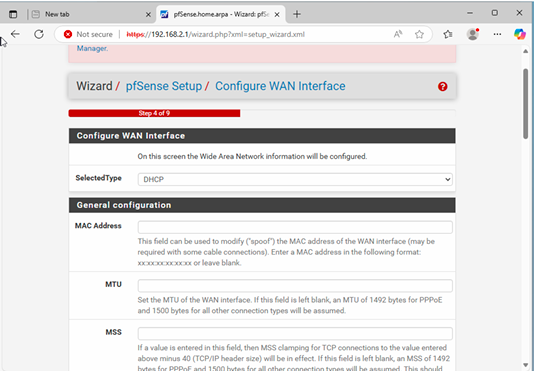 New tab
pfSense.home.arpa - Wizard: pfSe
Not secure
https://192.168.2.1/wizard.php?xml=setup_wizard.xml
Manager.
Wizard / pfSense Setup / Configure WAN Interface
Step 4 of 9
Configure WAN Interface
On this screen the Wide Area Network information will be configured.
SelectedType
DHCP
General configuration
MAC Address
This field can be used to modify ("spoof") the MAC address of the WAN interface (may be
required with some cable connections). Enter a MAC address in the following format:
xx:xx:xx:xx:xx:xx or leave blank.
MTU
Set the MTU of the WAN interface. If this field is left blank, an MTU of 1492 bytes for PPPoE
and 1500 bytes for all other connection types will be assumed.
MSS
If a value is entered in this field, then MSS clamping for TCP connections to the value entered
above minus 40 (TCP/IP header size) will be in effect. If this field is left blank, an MSS of 1492
bytes for PPPoE and 1500 bytes for all other connection types will be assumed. This should